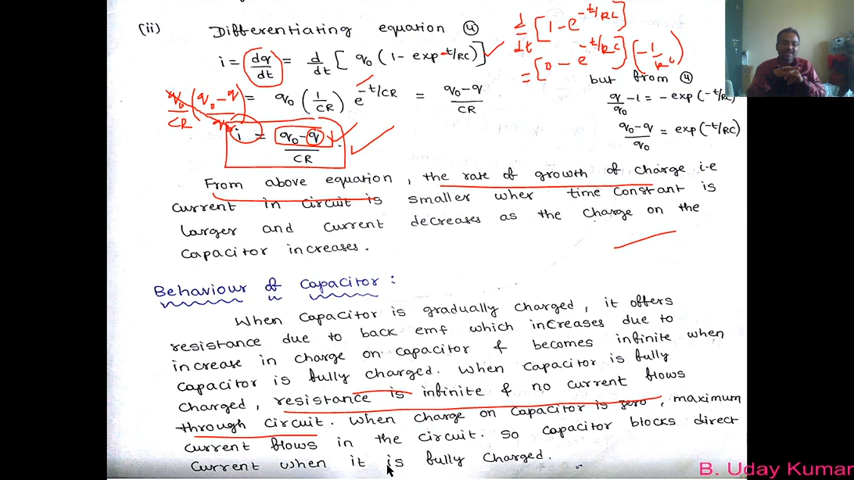 (ii) Differentiating equation ④
i = dq/dt = d/dt [ q₀ (1 - exp -t/RC) ]
d/dt [1 - e^-t/RC]
= [0 - e^-t/RC] (-1/RC)
but from ④
q₀/CR (q₀-q)/q₀ = q₀ (1/CR) e^-t/CR = q₀-q/CR
q/q₀ - 1 = - exp(-t/RC)
i = q₀-q/CR
q₀-q/q₀ = exp(-t/RC)
From above equation, the rate of growth of charge i.e
current in circuit is smaller when time constant is
larger and current decreases as the charge on the
capacitor increases.
Behaviour of Capacitor:
When capacitor is gradually charged, it offers
resistance due to back emf which increases due to
increase in charge on capacitor & becomes infinite when
capacitor is fully charged. When capacitor is fully
charged, resistance is infinite & no current flows
through circuit. When charge on capacitor is zero, maximum
current flows in the circuit. So capacitor blocks direct
current when it is fully charged.
B. Uday Kumar